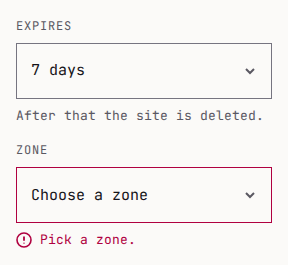 EXPIRES
7 days
After that the site is deleted.
ZONE
Choose a zone
Pick a zone.